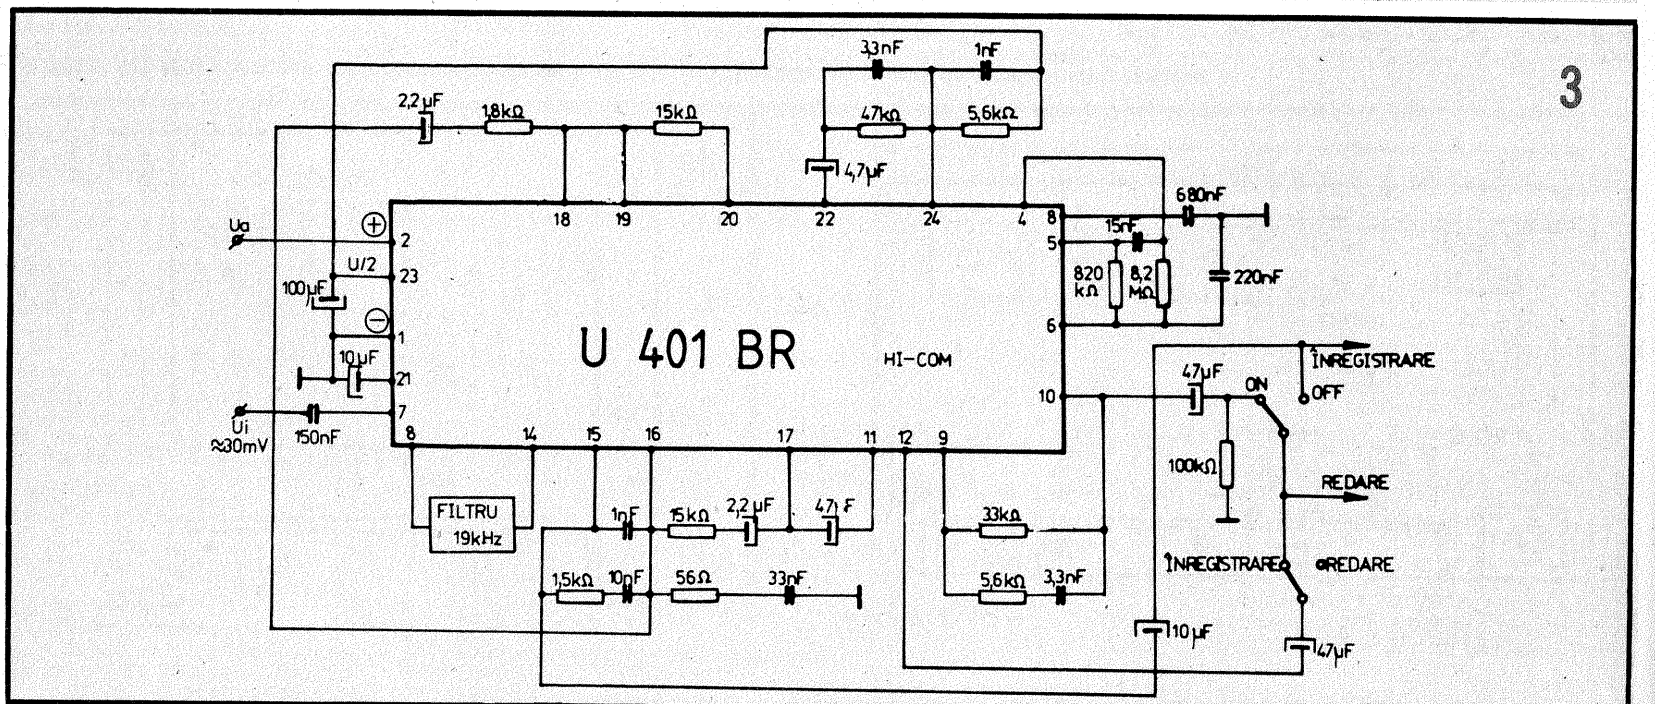 3
3,3nF
1nF
2,2µF
1,8kΩ
15kΩ
47kΩ
5,6kΩ
4,7µF
680nF
15nF
820
kΩ
8,2
MΩ
220nF
18
19
20
22
24
4
8
5
6
10
Ua
+
2
U/2
23
100µF
−
1
10µF
21
7
Ui
≈30mV
150nF
U 401 BR
HI-COM
8
14
15
16
17
11
12
9
FILTRU
19kHz
1nF
15kΩ
2,2µF
1,5kΩ
10nF
56Ω
33nF
33kΩ
5,6kΩ
3,3nF
47µF
ON
OFF
ÎNREGISTRARE
100kΩ
REDARE
ÎNREGISTRARE
REDARE
10µF
47µF